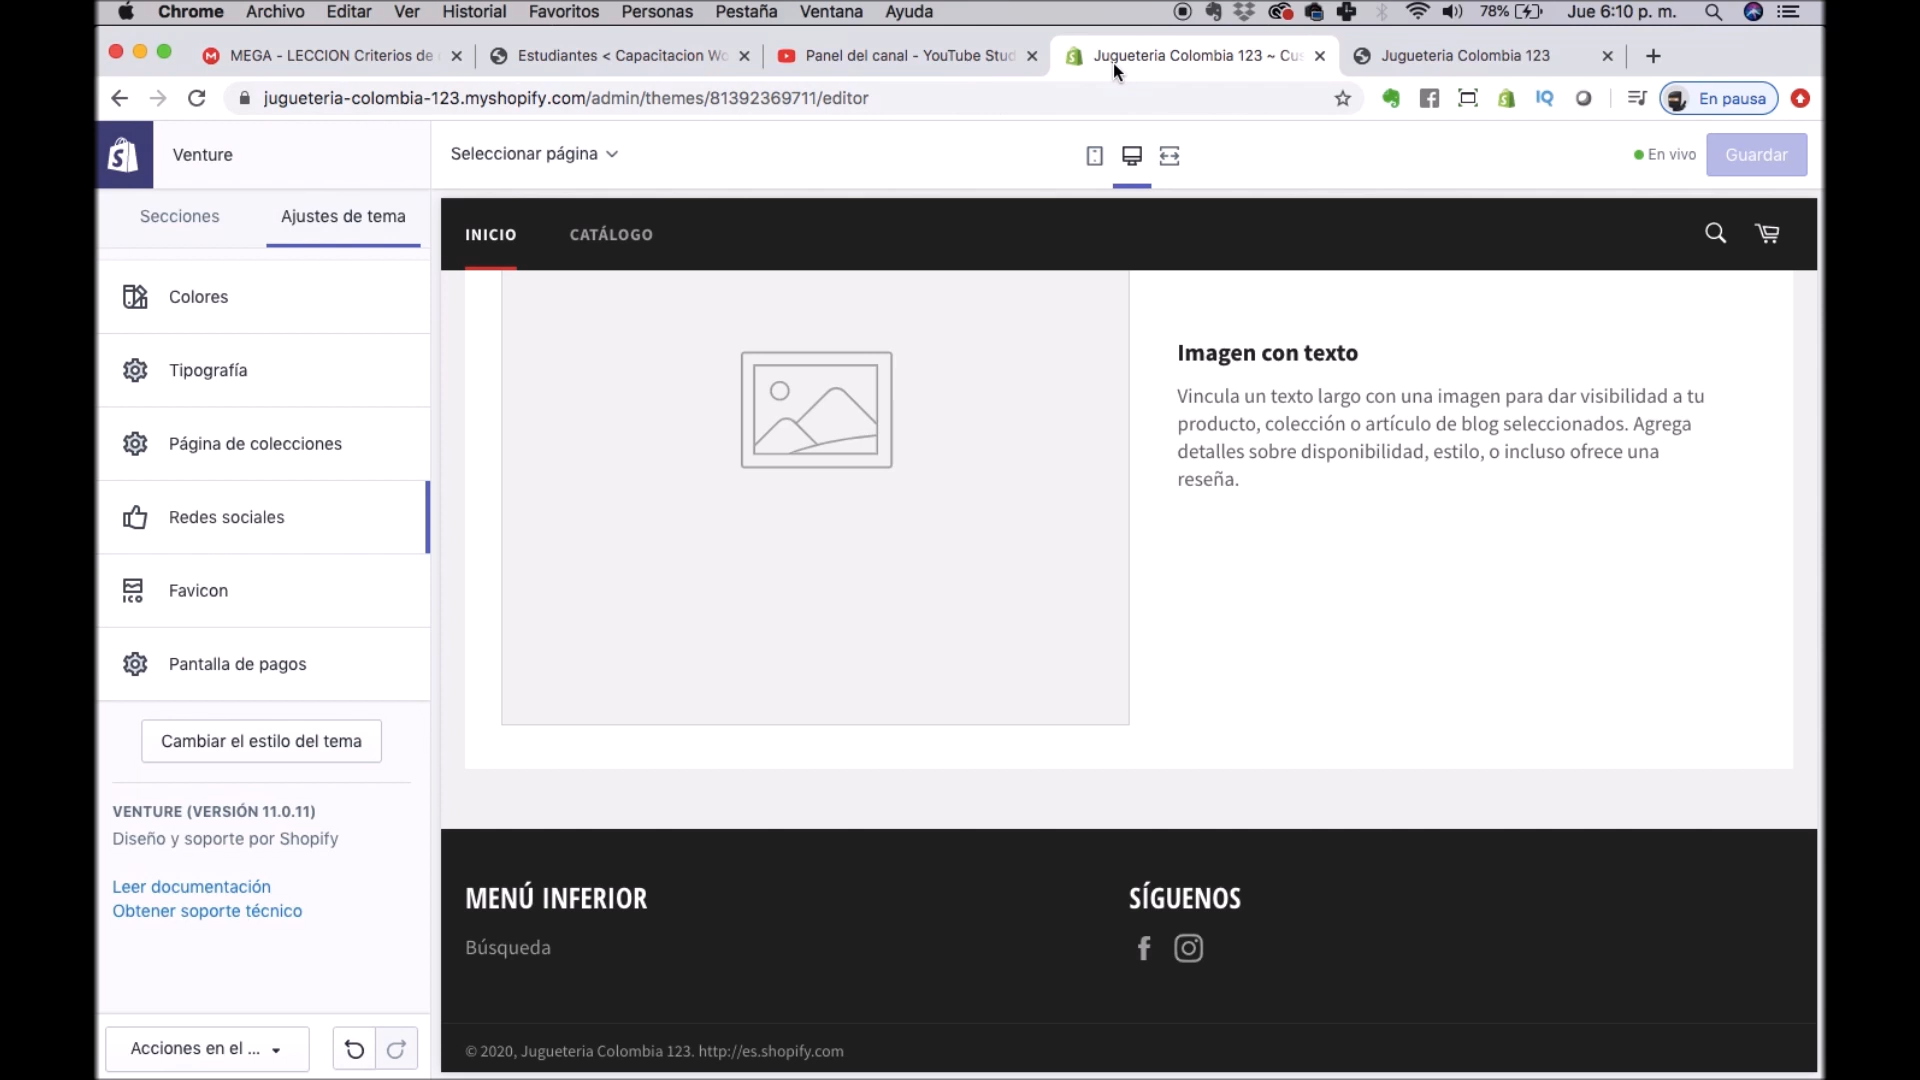 Chrome Archivo Editar Ver Historial Favoritos Personas Pestaña Ventana Ayuda 78% Jue 6:10 p. m.
MEGA - LECCION Criterios de Estudiantes < Capacitacion Wo Panel del canal - YouTube Stud Jugueteria Colombia 123 ~ Cus Jugueteria Colombia 123
jugueteria-colombia-123.myshopify.com/admin/themes/81392369711/editor IQ En pausa
Venture Seleccionar página En vivo Guardar
Secciones Ajustes de tema
INICIO CATÁLOGO
Colores
Tipografía
Página de colecciones
Redes sociales
ICO Favicon
Pantalla de pagos
Cambiar el estilo del tema
VENTURE (VERSIÓN 11.0.11)
Diseño y soporte por Shopify
Leer documentación
Obtener soporte técnico
Acciones en el ...
Imagen con texto
Vincula un texto largo con una imagen para dar visibilidad a tu
producto, colección o artículo de blog seleccionados. Agrega
detalles sobre disponibilidad, estilo, o incluso ofrece una
reseña.
MENÚ INFERIOR
Búsqueda
SÍGUENOS
© 2020, Jugueteria Colombia 123. http://es.shopify.com